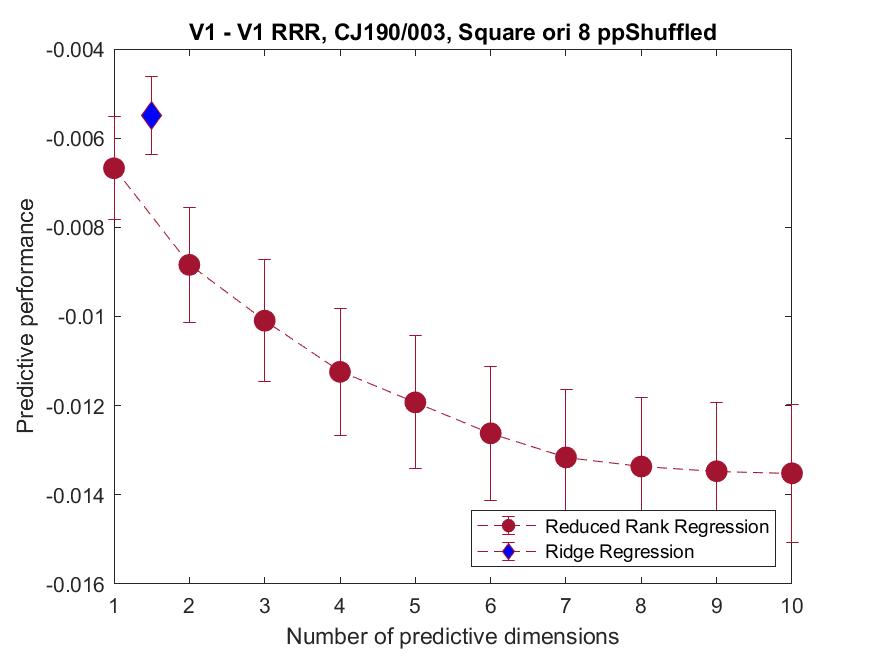 V1 - V1 RRR, CJ190/003, Square ori 8 ppShuffled
-0.004
-0.006
-0.008
-0.01
-0.012
-0.014
-0.016
Predictive performance
1 2 3 4 5 6 7 8 9 10
Number of predictive dimensions
Reduced Rank Regression
Ridge Regression